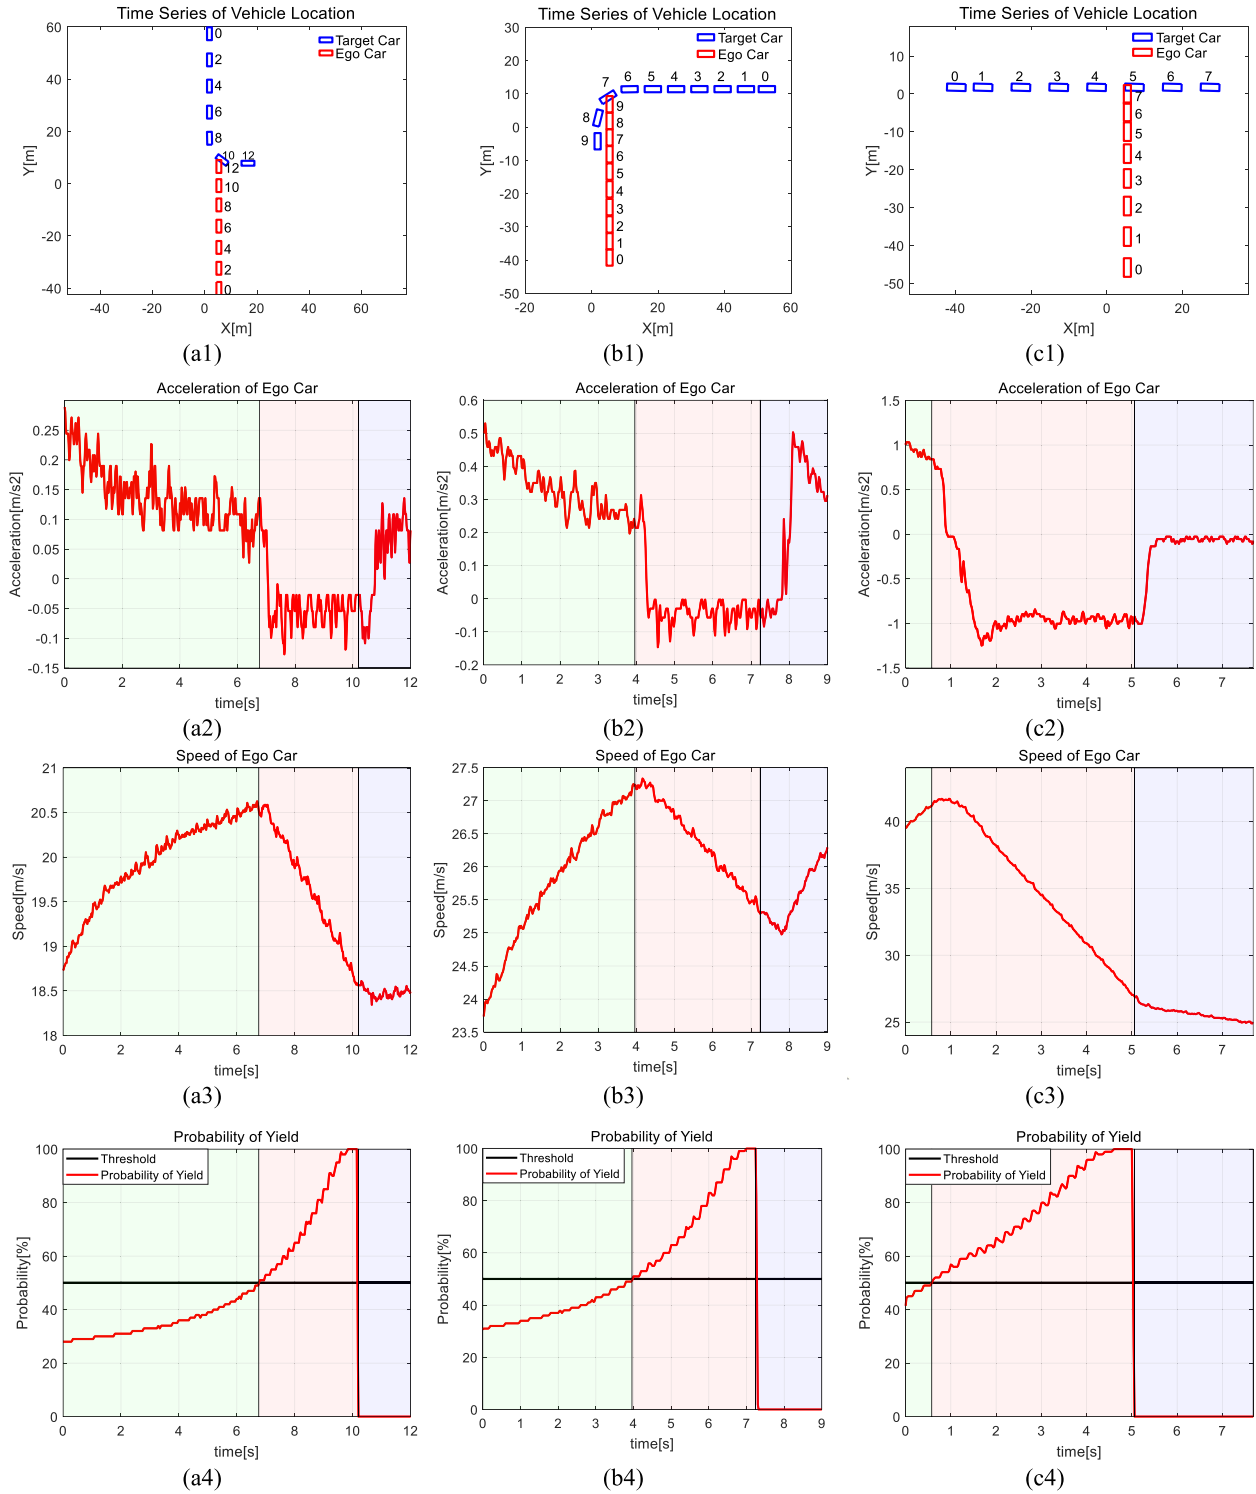 Time Series of Vehicle Location
Target Car
Ego Car
60
40
20
0
-20
-40
Y[m]
0
2
4
6
8
10 12
12
10
8
6
4
2
0
-40 -20 0 20 40 60
X[m]
(a1)
Time Series of Vehicle Location
Target Car
Ego Car
30
20
10
0
-10
-20
-30
-40
-50
Y[m]
7 6 5 4 3 2 1 0
8
9
9
8
7
6
5
4
3
2
1
0
-20 0 20 40 60
X[m]
(b1)
Time Series of Vehicle Location
Target Car
Ego Car
10
0
-10
-20
-30
-40
-50
Y[m]
0 1 2 3 4 5 6 7
7
6
5
4
3
2
1
0
-40 -20 0 20
X[m]
(c1)
Acceleration of Ego Car
0.25
0.2
0.15
0.1
0.05
0
-0.05
-0.1
-0.15
Acceleration[m/s2]
0 2 4 6 8 10 12
time[s]
(a2)
Acceleration of Ego Car
0.6
0.5
0.4
0.3
0.2
0.1
0
-0.1
-0.2
Acceleration[m/s2]
0 1 2 3 4 5 6 7 8 9
time[s]
(b2)
Acceleration of Ego Car
1.5
1
0.5
0
-0.5
-1
-1.5
Acceleration[m/s2]
0 1 2 3 4 5 6 7
time[s]
(c2)
Speed of Ego Car
21
20.5
20
19.5
19
18.5
18
Speed[m/s]
0 2 4 6 8 10 12
time[s]
(a3)
Speed of Ego Car
27.5
27
26.5
26
25.5
25
24.5
24
23.5
Speed[m/s]
0 1 2 3 4 5 6 7 8 9
time[s]
(b3)
Speed of Ego Car
40
35
30
25
Speed[m/s]
0 1 2 3 4 5 6 7
time[s]
(c3)
Probability of Yield
Threshold
Probability of Yield
100
80
60
40
20
0
Probability[%]
0 2 4 6 8 10 12
time[s]
(a4)
Probability of Yield
Threshold
Probability of Yield
100
80
60
40
20
0
Probability[%]
0 1 2 3 4 5 6 7 8 9
time[s]
(b4)
Probability of Yield
Threshold
Probability of Yield
100
80
60
40
20
0
Probability[%]
0 1 2 3 4 5 6 7
time[s]
(c4)